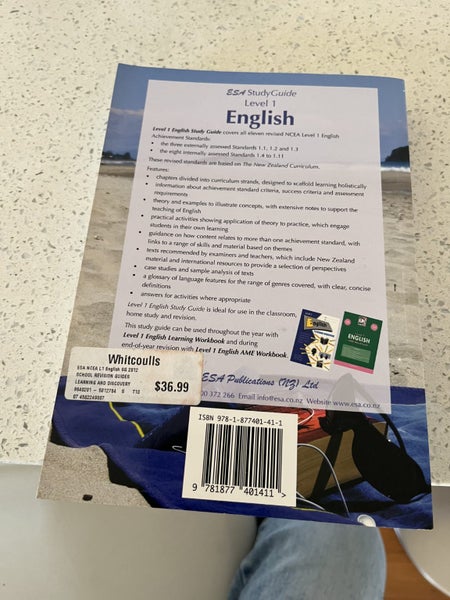 ESA StudyGuide
Level 1
English
Level 1 English Study Guide covers all eleven revised NCEA Level 1 English
Achievement Standards:
• the three externally assessed Standards 1.1, 1.2 and 1.3
• the eight internally assessed Standards 1.4 to 1.11
These revised standards are based on The New Zealand Curriculum.
Features:
• chapters divided into curriculum strands, designed to scaffold learning holistically
• information about achievement standard criteria, success criteria and assessment
requirements
• theory and examples to illustrate concepts, with extensive notes to support the
teaching of English
• practical activities showing application of theory to practice, which engage
students in their own learning
• guidance on how content relates to more than one achievement standard, with
links to a range of skills and material based on themes
• texts recommended by examiners and teachers, which include New Zealand
material and international resources to provide a selection of perspectives
• case studies and sample analysis of texts
• a glossary of language features for the range of genres covered, with clear, concise
definitions
• answers for activities where appropriate
Level 1 English Study Guide is ideal for use in the classroom,
home study and revision.
This study guide can be used throughout the year with
Level 1 English Learning Workbook and during
end-of-year revision with Level 1 English AME Workbook.
English
ENGLISH
Whitcoulls
ESA NCEA L1 English SG 2012
SCHOOL REVISION GUIDES
LEARNING AND DISCOVERY
$36.99
ESA Publications (NZ) Ltd
00 372 266 Email info@esa.co.nz Website www.esa.co.nz
ISBN 978-1-877401-41-1
9 781877 401411 >